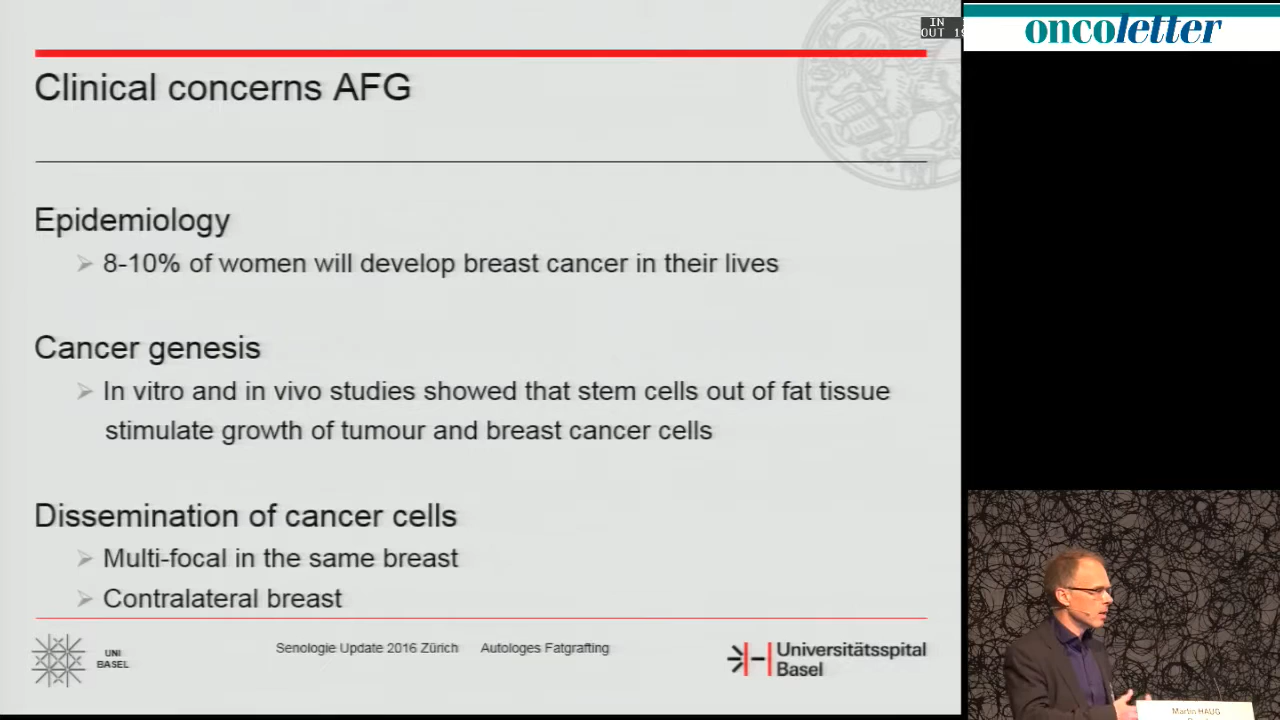 IN
OUT 19
oncoletter
Clinical concerns AFG
Epidemiology
8-10% of women will develop breast cancer in their lives
Cancer genesis
In vitro and in vivo studies showed that stem cells out of fat tissue
stimulate growth of tumour and breast cancer cells
Dissemination of cancer cells
Multi-focal in the same breast
Contralateral breast
UNI
BASEL
Senologie Update 2016 Zürich Autologes Fatgrafting
Universitätsspital
Basel
Martin HAUG